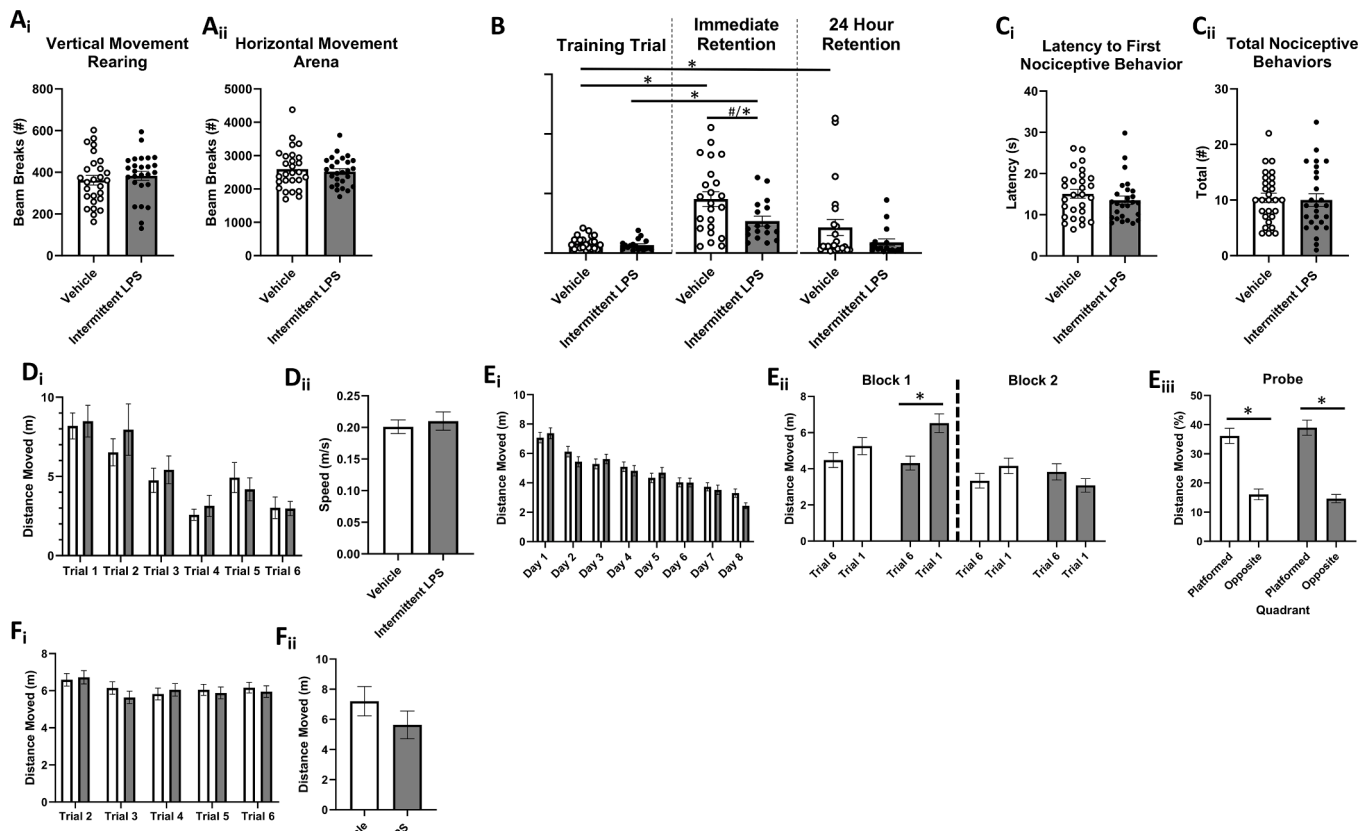 Ai
Vertical Movement
Rearing
Beam Breaks (#)
800
600
400
200
0
Vehicle
Intermittent LPS
Aii
Horizontal Movement
Arena
Beam Breaks (#)
5000
4000
3000
2000
1000
0
Vehicle
Intermittent LPS
B
Training Trial
Immediate
Retention
24 Hour
Retention
*
*
*
#/*
Vehicle
Intermittent LPS
Vehicle
Intermittent LPS
Vehicle
Intermittent LPS
Ci
Latency to First
Nociceptive Behavior
Latency (s)
40
30
20
10
0
Vehicle
Intermittent LPS
Cii
Total Nociceptive
Behaviors
Total (#)
30
20
10
0
Vehicle
Intermittent LPS
Di
Distance Moved (m)
10
5
0
Trial 1
Trial 2
Trial 3
Trial 4
Trial 5
Trial 6
Dii
Speed (m/s)
0.25
0.20
0.15
0.10
0.05
0.00
Vehicle
Intermittent LPS
Ei
Distance Moved (m)
10
8
6
4
2
0
Day 1
Day 2
Day 3
Day 4
Day 5
Day 6
Day 7
Day 8
Eii
Block 1
Block 2
Distance Moved (m)
8
6
4
2
0
*
Trial 6
Trial 1
Trial 6
Trial 1
Trial 6
Trial 1
Trial 6
Trial 1
Eiii
Probe
Distance Moved (%)
50
40
30
20
10
0
*
*
Platformed
Opposite
Platformed
Opposite
Quadrant
Fi
Distance Moved (m)
8
6
4
2
0
Trial 2
Trial 3
Trial 4
Trial 5
Trial 6
Fii
Distance Moved (m)
10
8
6
4
2
0